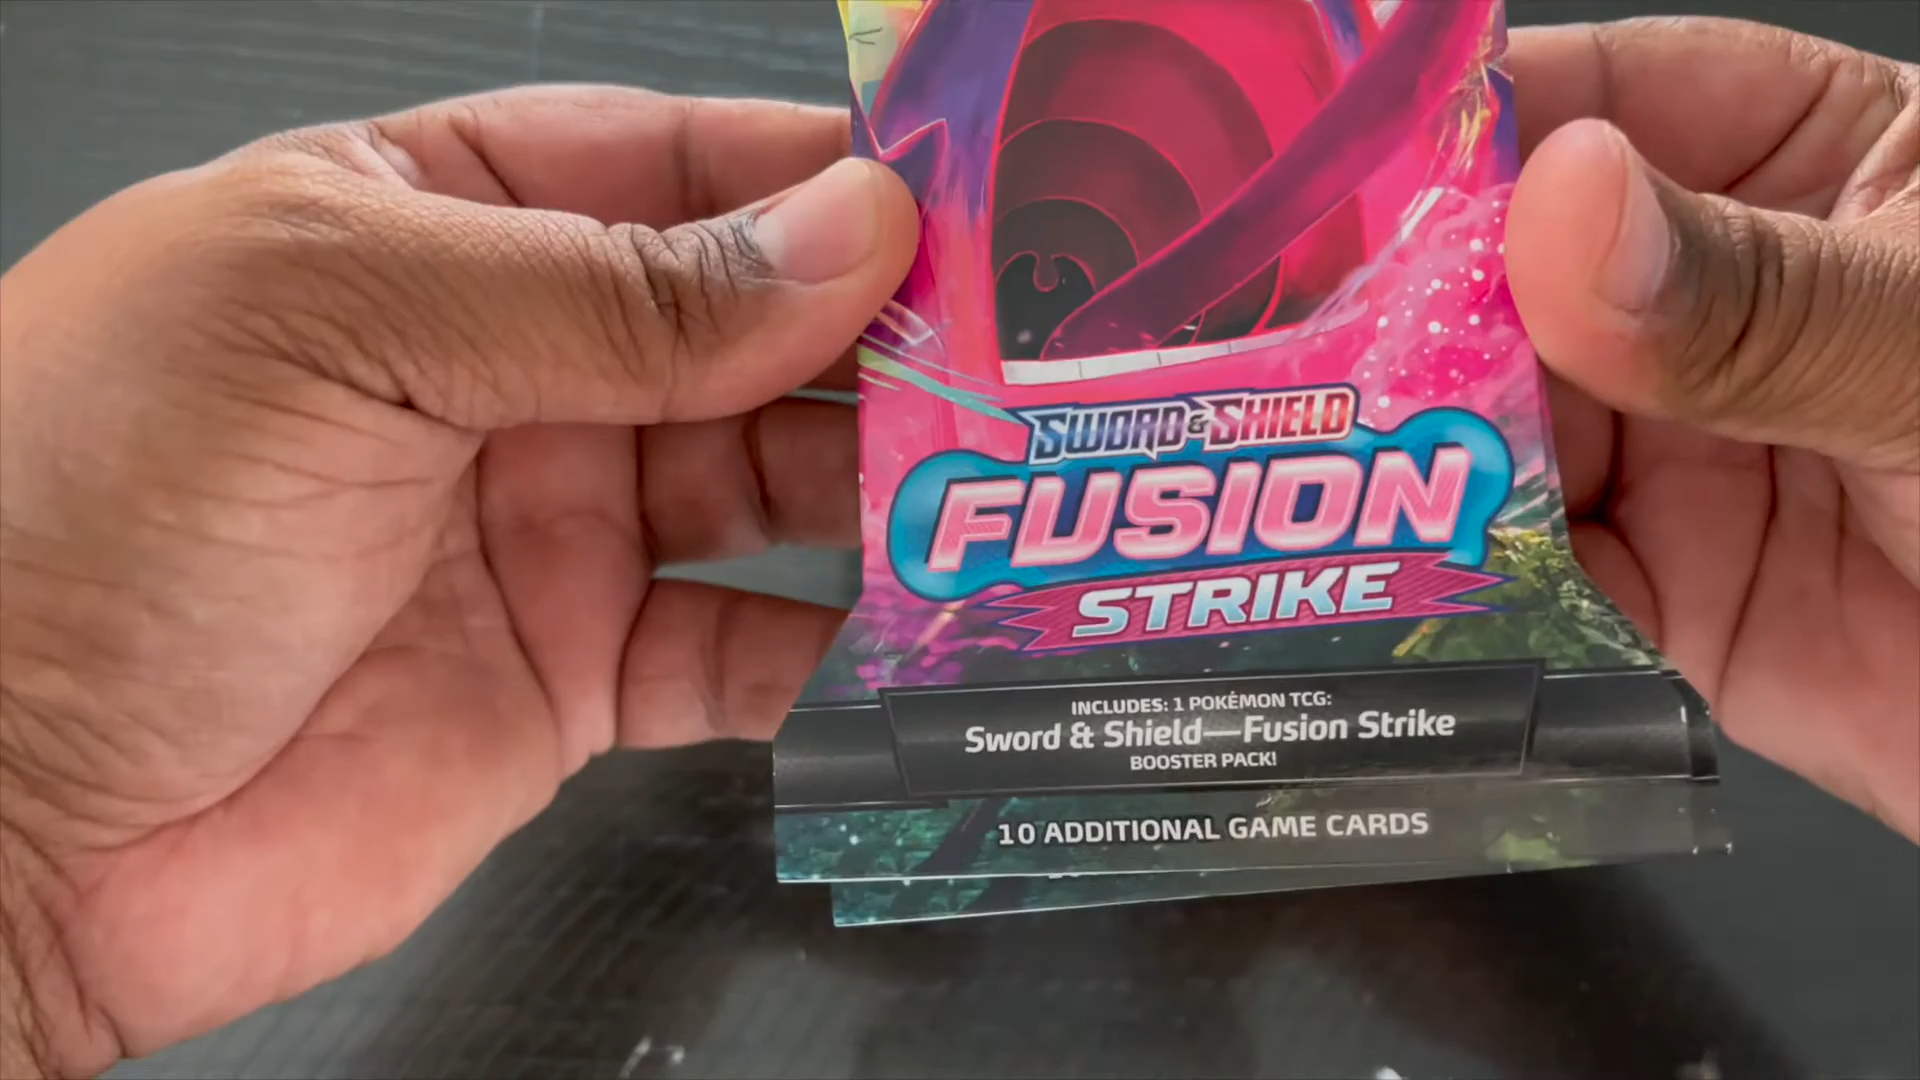 SWORD & SHIELD
FUSION
STRIKE
INCLUDES: 1 POKÉMON TCG:
Sword & Shield—Fusion Strike
BOOSTER PACK!
10 ADDITIONAL GAME CARDS